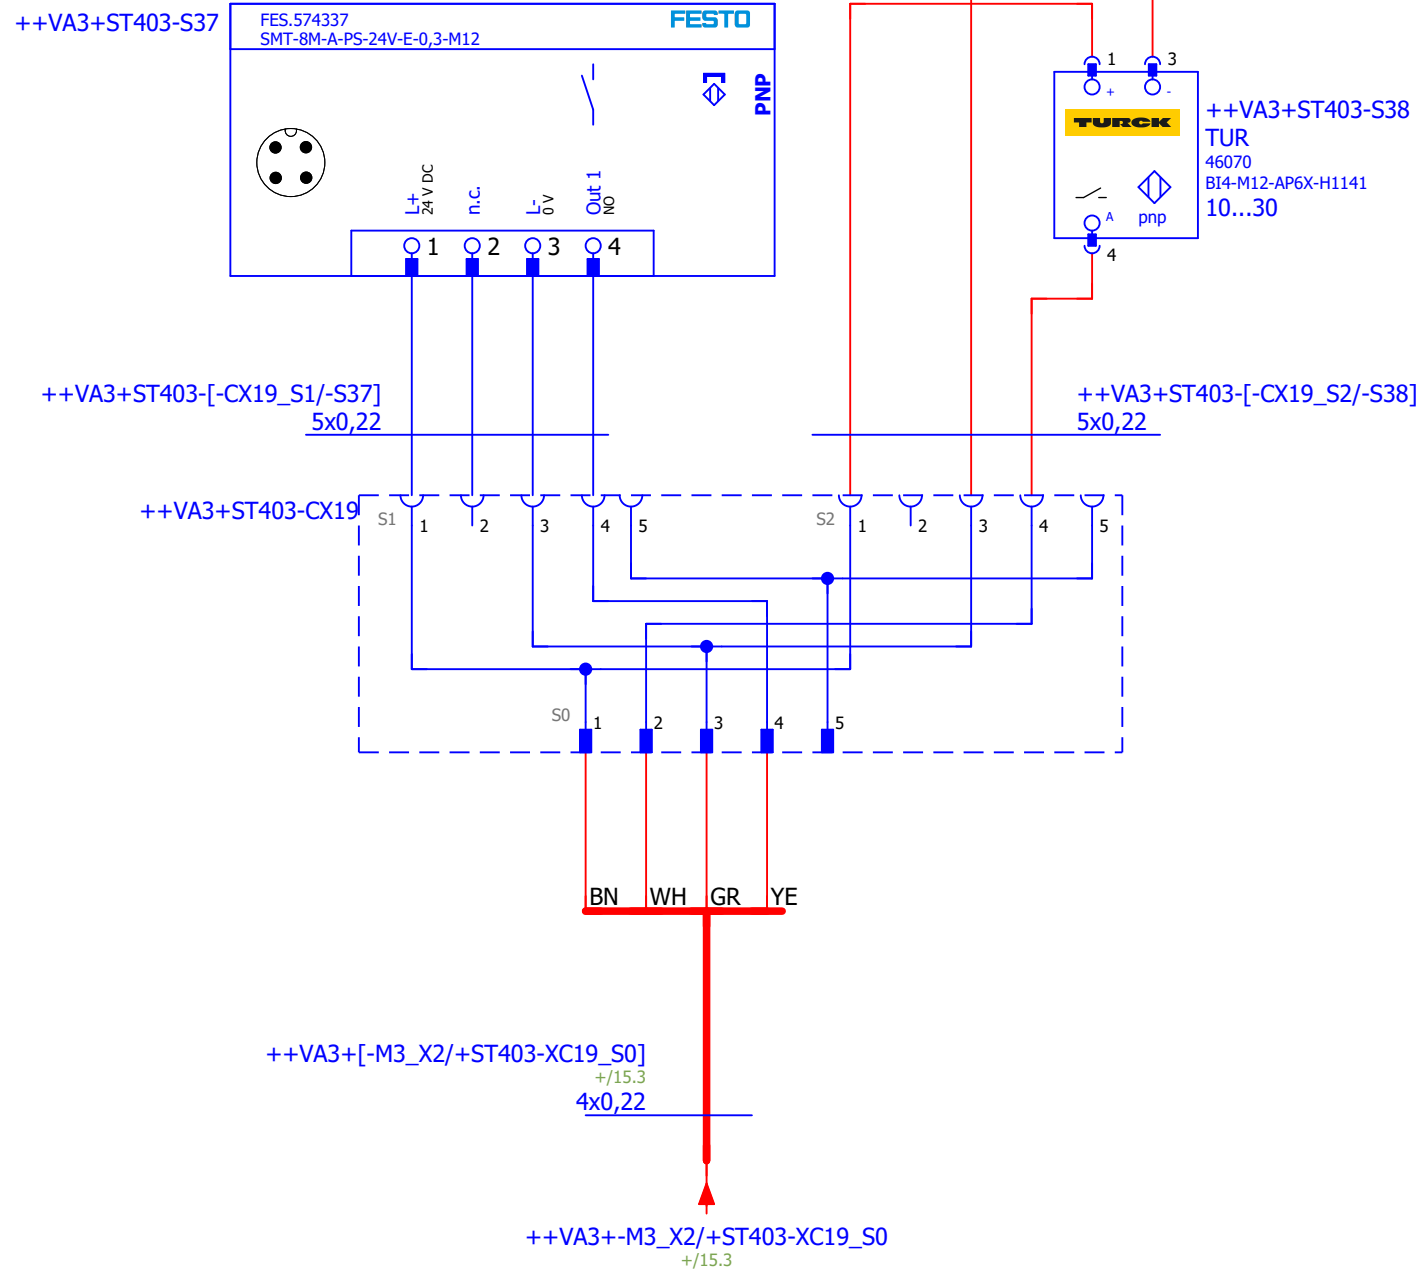 ++VA3+ST403-S37
FES.574337
SMT-8M-A-PS-24V-E-0,3-M12
FESTO
PNP
L+
24 V DC
n.c.
L-
0 V
Out 1
NO
1 2 3 4
1 3
+ -
TURCK
++VA3+ST403-S38
TUR
46070
BI4-M12-AP6X-H1141
10...30
A
pnp
4
++VA3+ST403-[-CX19_S1/-S37]
5x0,22
++VA3+ST403-[-CX19_S2/-S38]
5x0,22
++VA3+ST403-CX19
S1 1 2 3 4 5
S2 1 2 3 4 5
S0 1 2 3 4 5
BN WH GR YE
++VA3+[-M3_X2/+ST403-XC19_S0]
+/15.3
4x0,22
++VA3+-M3_X2/+ST403-XC19_S0
+/15.3